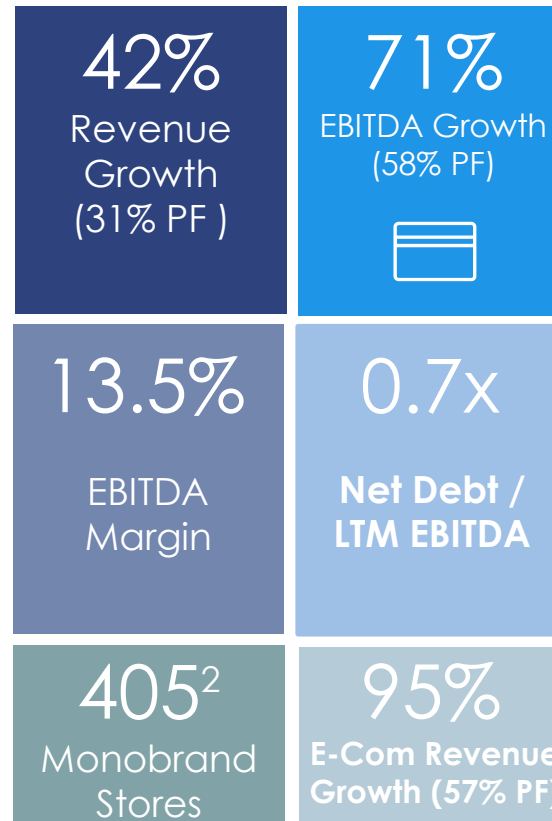 42%
Revenue
Growth
(31% PF )
71%
EBITDA Growth
(58% PF)
13.5%
EBITDA
Margin
0.7x
Net Debt /
LTM EBITDA
405²
Monobrand
Stores
95%
E-Com Revenue
Growth (57% PF)